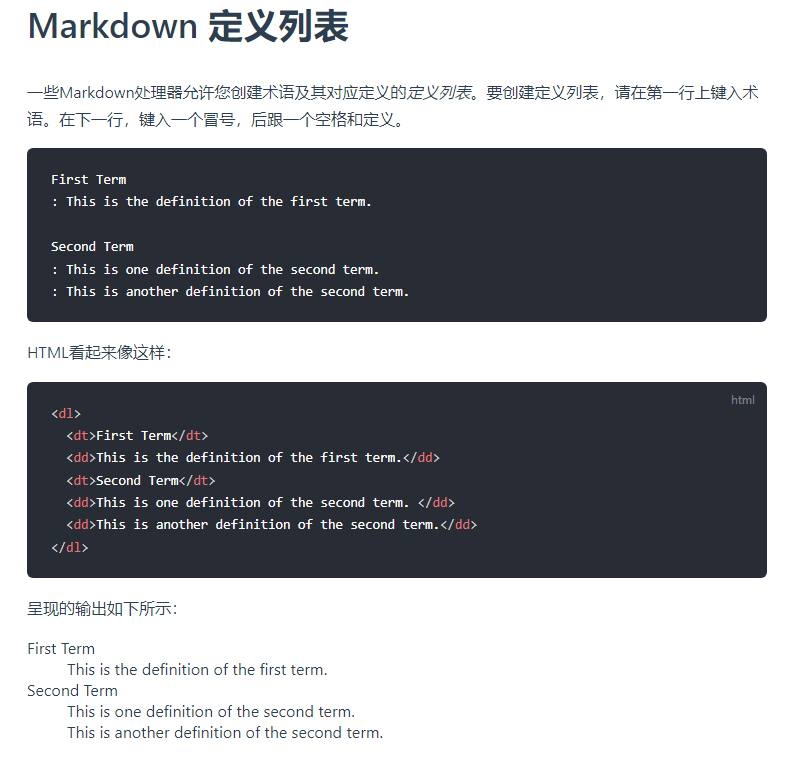 Markdown 定义列表
一些Markdown处理器允许您创建术语及其对应定义的定义列表。要创建定义列表，请在第一行上键入术
语。在下一行，键入一个冒号，后跟一个空格和定义。
First Term
: This is the definition of the first term.
Second Term
: This is one definition of the second term.
: This is another definition of the second term.
HTML看起来像这样：
html
<dl>
  <dt>First Term</dt>
  <dd>This is the definition of the first term.</dd>
  <dt>Second Term</dt>
  <dd>This is one definition of the second term. </dd>
  <dd>This is another definition of the second term.</dd>
</dl>
呈现的输出如下所示：
First Term
This is the definition of the first term.
Second Term
This is one definition of the second term.
This is another definition of the second term.